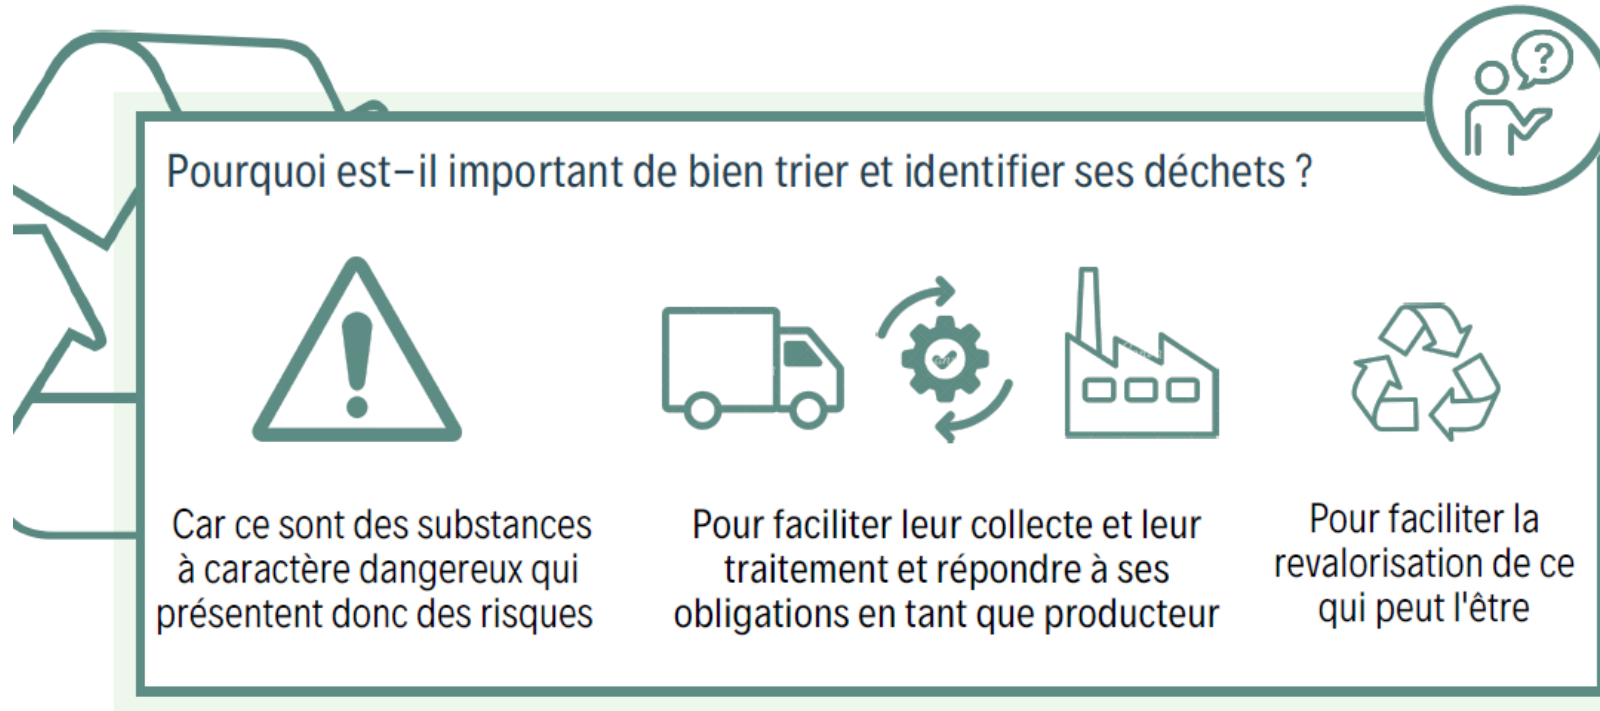 ?
Pourquoi est-il important de bien trier et identifier ses déchets ?
Car ce sont des substances
à caractère dangereux qui
présentent donc des risques
Pour faciliter leur collecte et leur
traitement et répondre à ses
obligations en tant que producteur
Pour faciliter la
revalorisation de ce
qui peut l'être